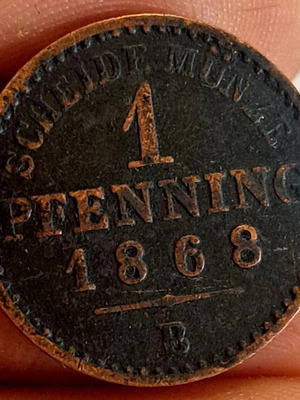 SCHEIDE MÜNZE
1
PFENNING
1868
B